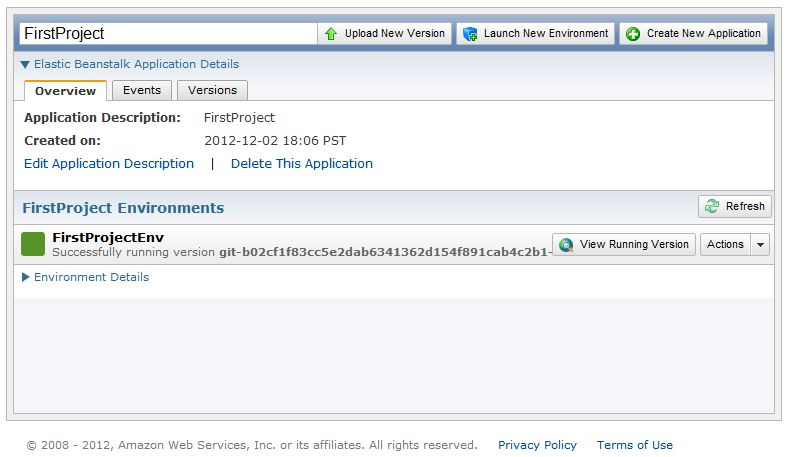 FirstProject Upload New Version Launch New Environment Create New Application
Elastic Beanstalk Application Details
Overview Events Versions
Application Description: FirstProject
Created on: 2012-12-02 18:06 PST
Edit Application Description | Delete This Application
FirstProject Environments Refresh
FirstProjectEnv
Successfully running version git-b02cf1f83cc5e2dab6341362d154f891cab4c2b1- View Running Version Actions
Environment Details
© 2008 - 2012, Amazon Web Services, Inc. or its affiliates. All rights reserved. Privacy Policy Terms of Use